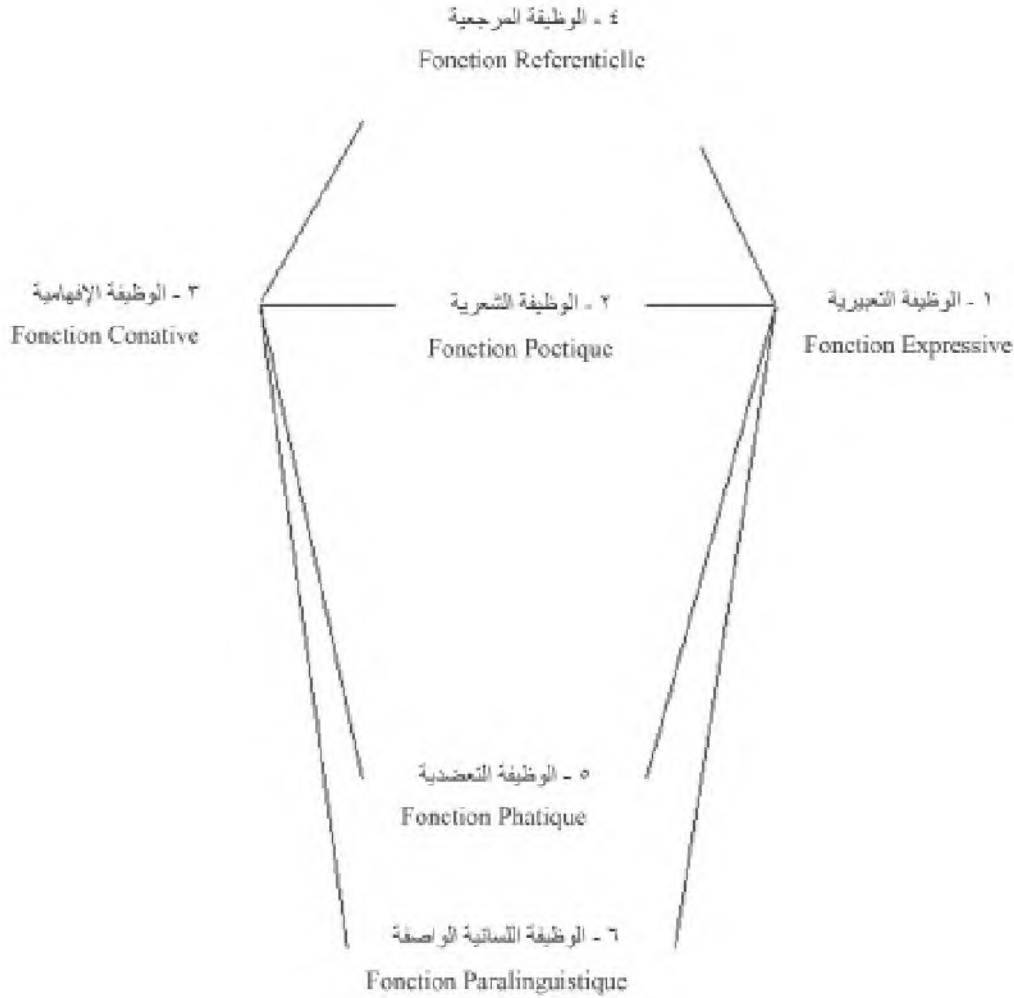 ٤ - الوظيفة المرجعية
Fonction Referentielle
١ - الوظيفة التعبيرية
Fonction Expressive
٢ - الوظيفة الشعرية
Fonction Poctique
٣ - الوظيفة الإفهامية
Fonction Conative
٥ - الوظيفة التعضدية
Fonction Phatique
٦ - الوظيفة اللسانية الواصفة
Fonction Paralinguistique